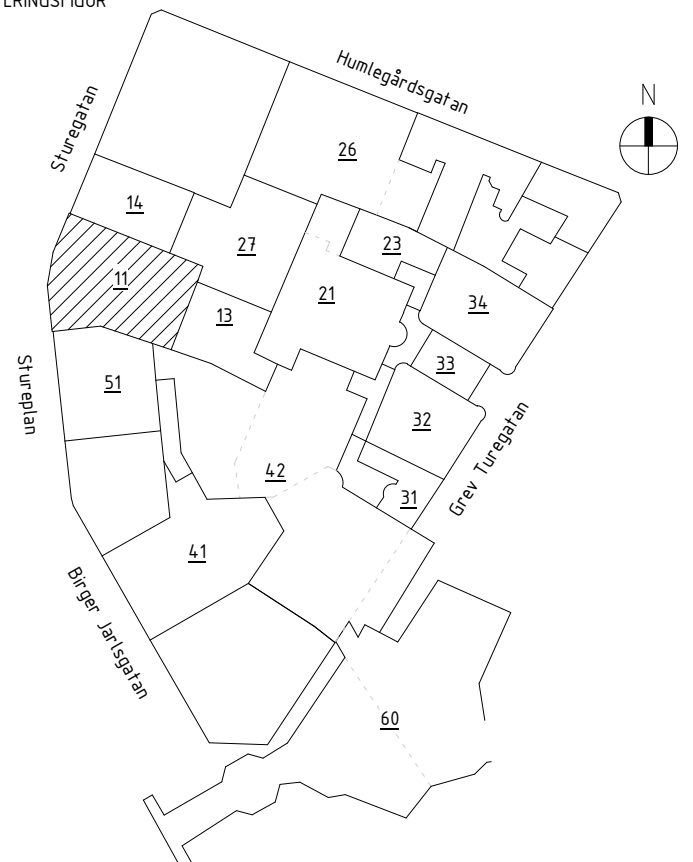 ERINGSFIGUR
Humlegårdsgatan
Sturegatan
N
26
14
23
27
11
21
34
13
33
51
Stureplan
32
42
Grev Turegatan
31
41
Birger Jarlsgatan
60